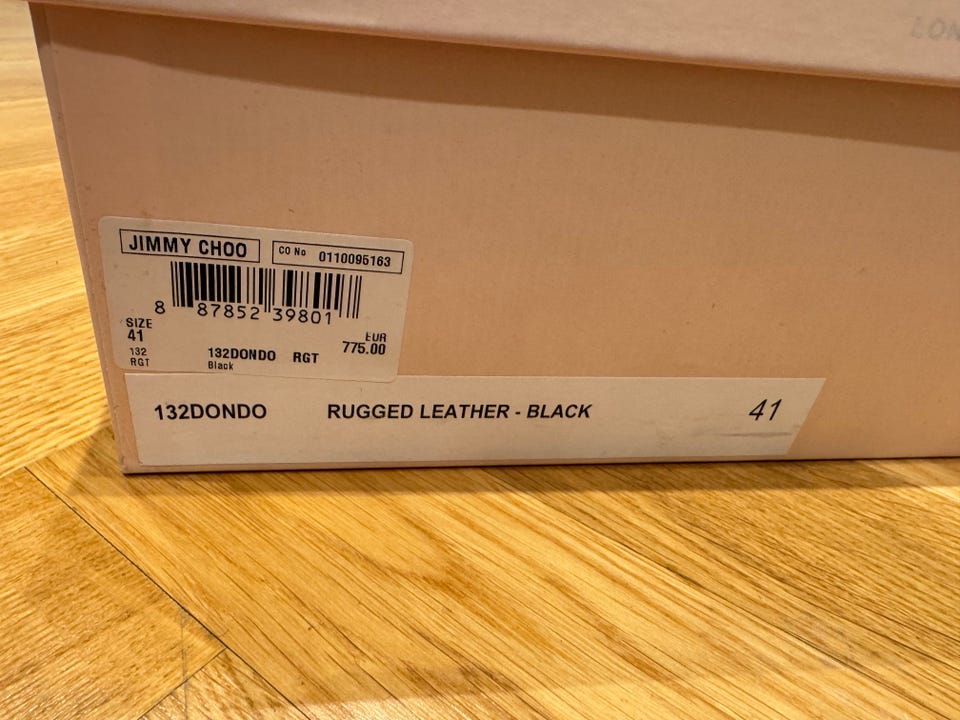 JIMMY CHOO
CO No 0110095163
8 87852 39801
SIZE
41
EUR
775.00
132
RGT
132DONDO RGT
Black
132DONDO RUGGED LEATHER - BLACK 41